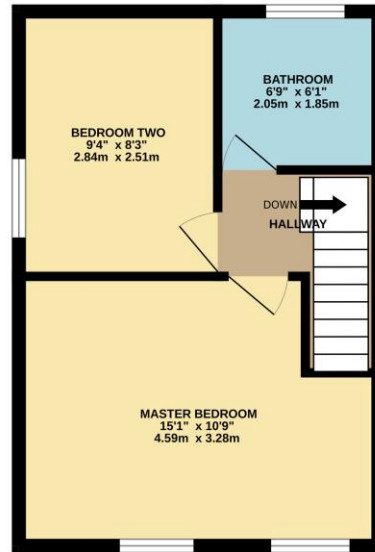 BATHROOM
6'9" x 6'1"
2.05m x 1.85m
BEDROOM TWO
9'4" x 8'3"
2.84m x 2.51m
DOWN
HALLWAY
MASTER BEDROOM
15'1" x 10'9"
4.59m x 3.28m